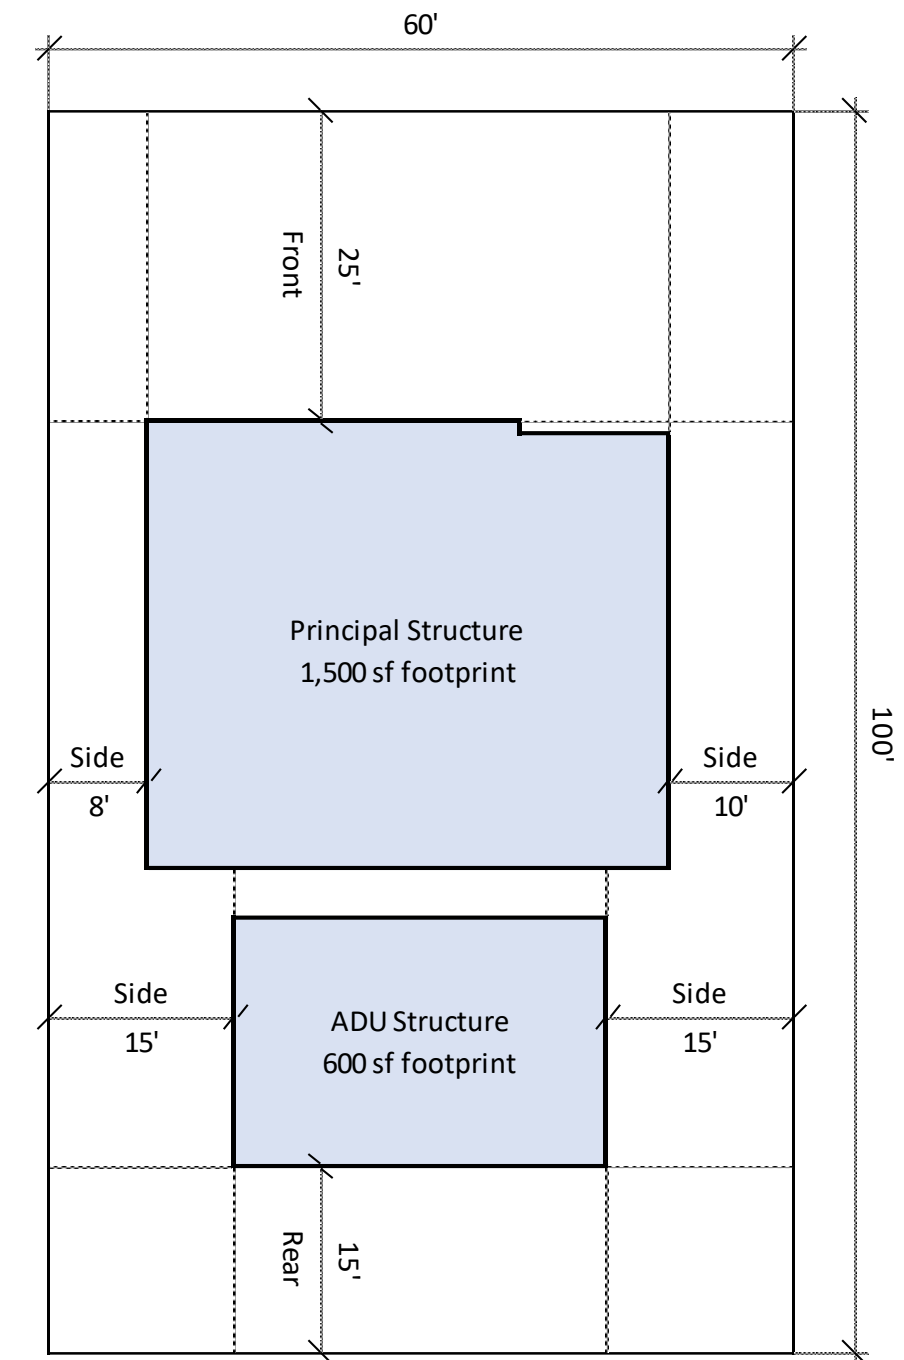 60'
25'
Front
100'
Principal Structure
1,500 sf footprint
Side
8'
Side
10'
Side
15'
ADU Structure
600 sf footprint
Side
15'
15'
Rear